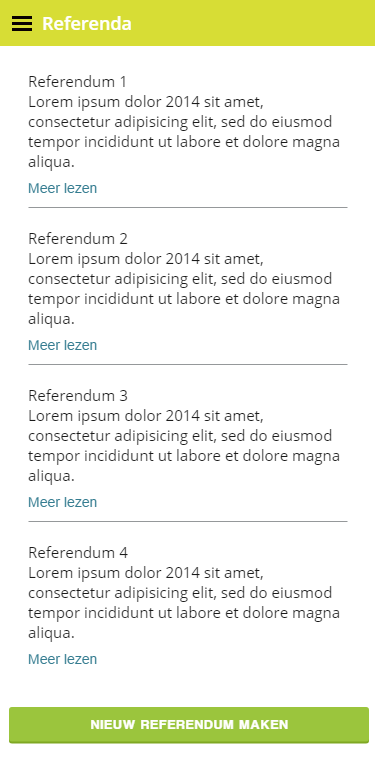 Referenda
Referendum 1
Lorem ipsum dolor 2014 sit amet,
consectetur adipisicing elit, sed do eiusmod
tempor incididunt ut labore et dolore magna
aliqua.
Meer lezen
Referendum 2
Lorem ipsum dolor 2014 sit amet,
consectetur adipisicing elit, sed do eiusmod
tempor incididunt ut labore et dolore magna
aliqua.
Meer lezen
Referendum 3
Lorem ipsum dolor 2014 sit amet,
consectetur adipisicing elit, sed do eiusmod
tempor incididunt ut labore et dolore magna
aliqua.
Meer lezen
Referendum 4
Lorem ipsum dolor 2014 sit amet,
consectetur adipisicing elit, sed do eiusmod
tempor incididunt ut labore et dolore magna
aliqua.
Meer lezen
NIEUW REFERENDUM MAKEN